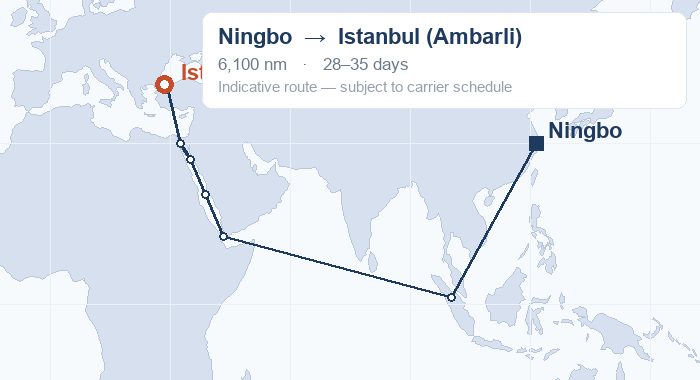 Ningbo → Istanbul (Ambarli)
6,100 nm · 28–35 days
Indicative route — subject to carrier schedule
Ningbo